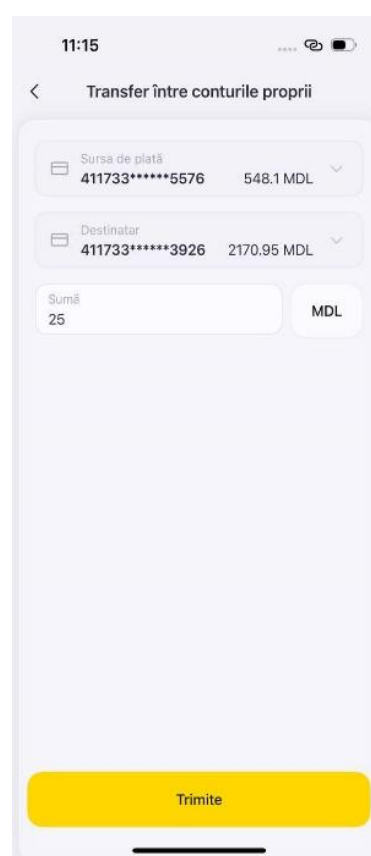 11:15
Transfer între conturile proprii
Sursa de plată
411733******5576 548.1 MDL
Destinatar
411733******3926 2170.95 MDL
Sumă
25 MDL
Trimite